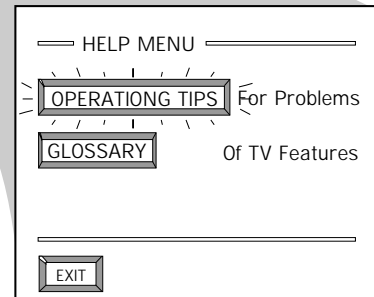 HELP MENU
OPERATIONG TIPS For Problems
GLOSSARY Of TV Features
EXIT